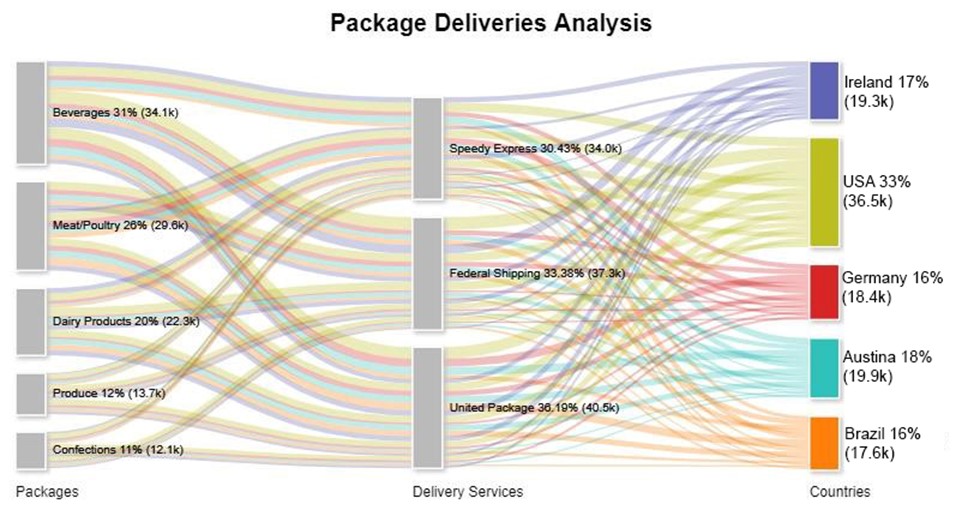 Package Deliveries Analysis
Beverages 31% (34.1k)
Meat/Poultry 26% (29.6k)
Dairy Products 20% (22.3k)
Produce 12% (13.7k)
Confections 11% (12.1k)
Packages
Speedy Express 30.43% (34.0k)
Federal Shipping 33.38% (37.3k)
United Package 36.19% (40.5k)
Delivery Services
Ireland 17%
(19.3k)
USA 33%
(36.5k)
Germany 16%
(18.4k)
Austina 18%
(19.9k)
Brazil 16%
(17.6k)
Countries